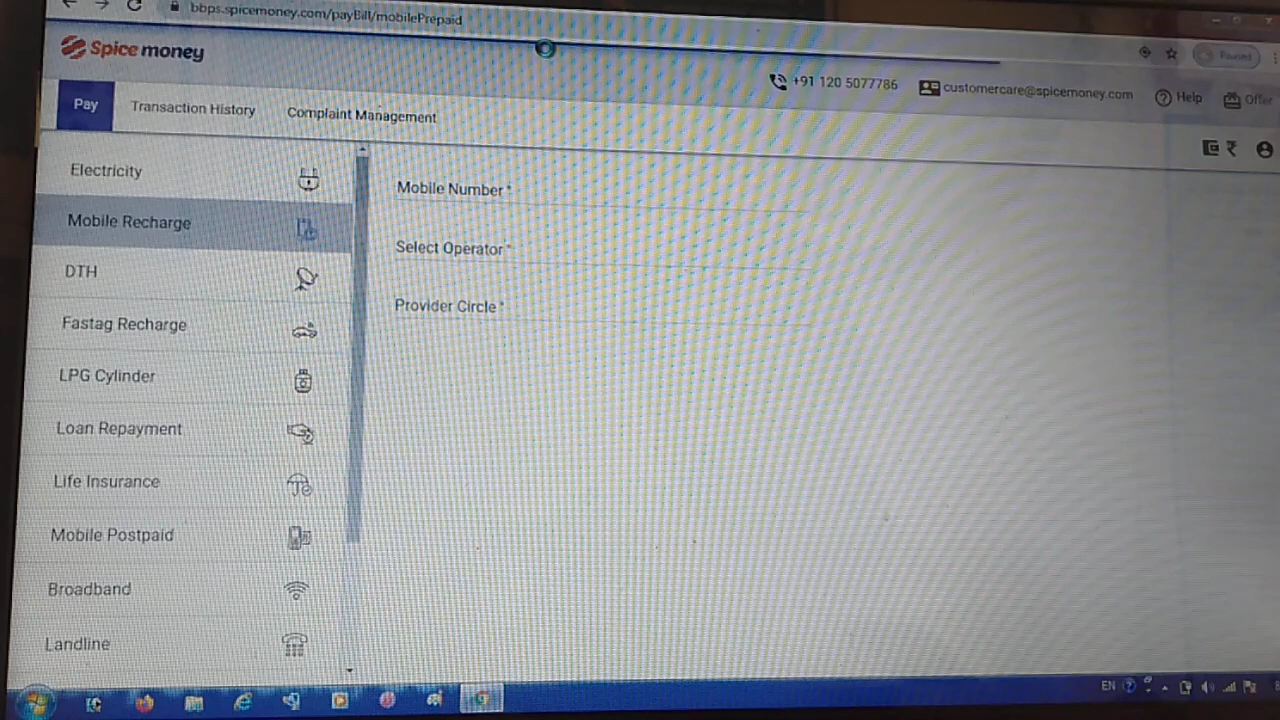 bbps.spicemoney.com/payBill/mobilePrepaid
Paused
Spice money
+91 120 5077786
customercare@spicemoney.com
Help
Offer
Pay
Transaction History
Complaint Management
₹
Electricity
Mobile Recharge
DTH
Fastag Recharge
LPG Cylinder
Loan Repayment
Life Insurance
Mobile Postpaid
Broadband
Landline
Mobile Number *
Select Operator *
Provider Circle *
EN